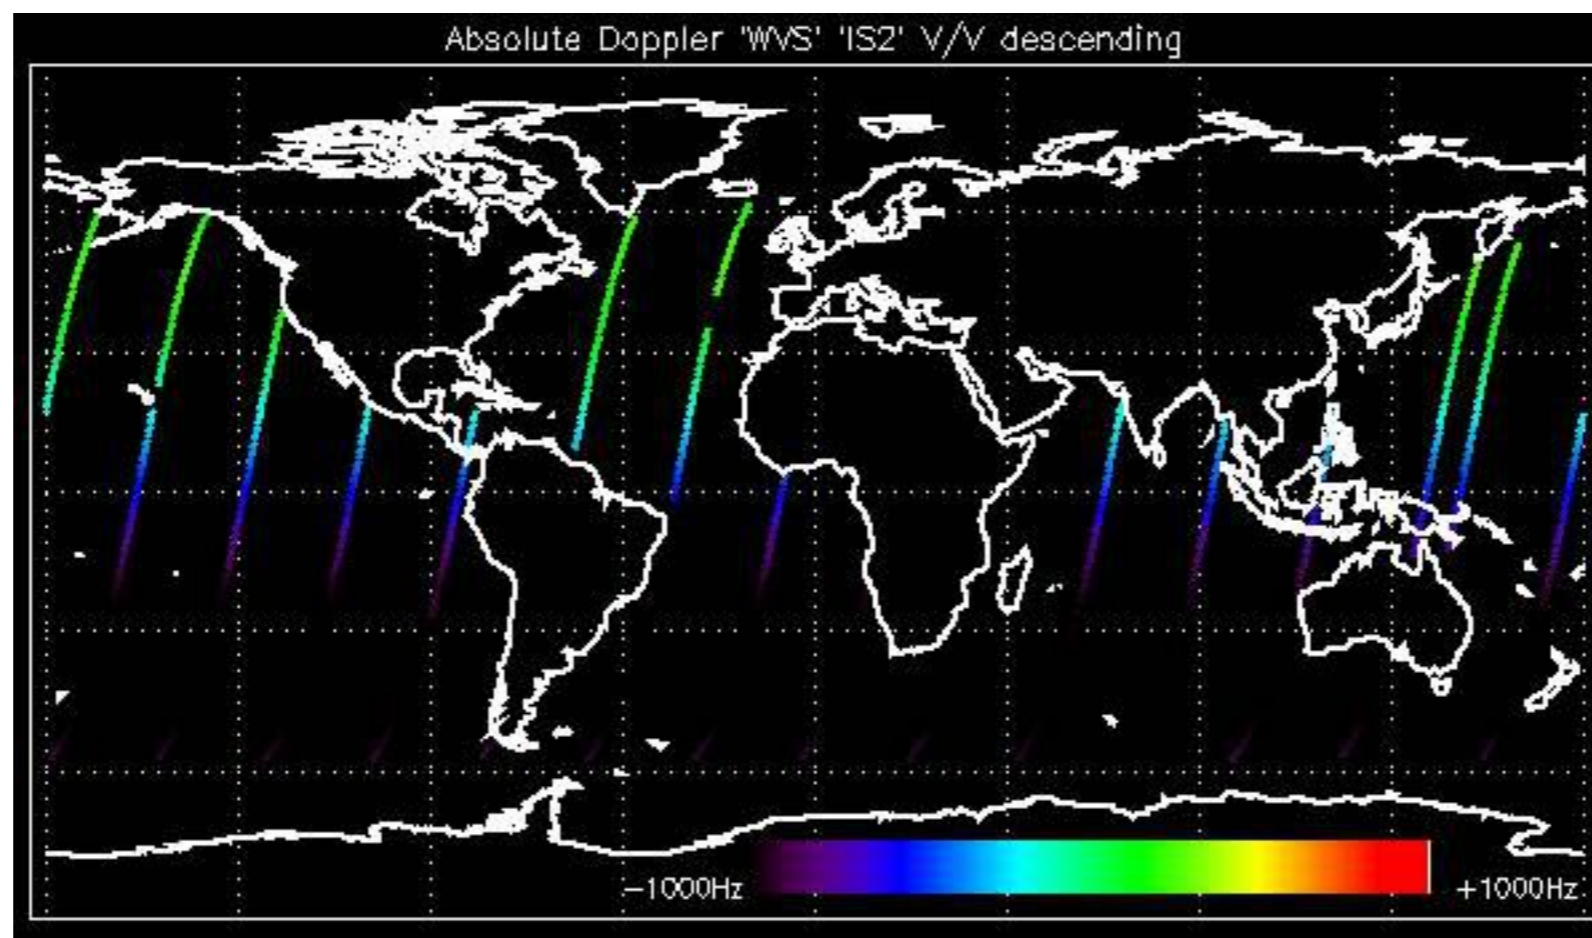 Absolute Doppler 'WVS' 'IS2' V/V descending
−1000Hz
+1000Hz